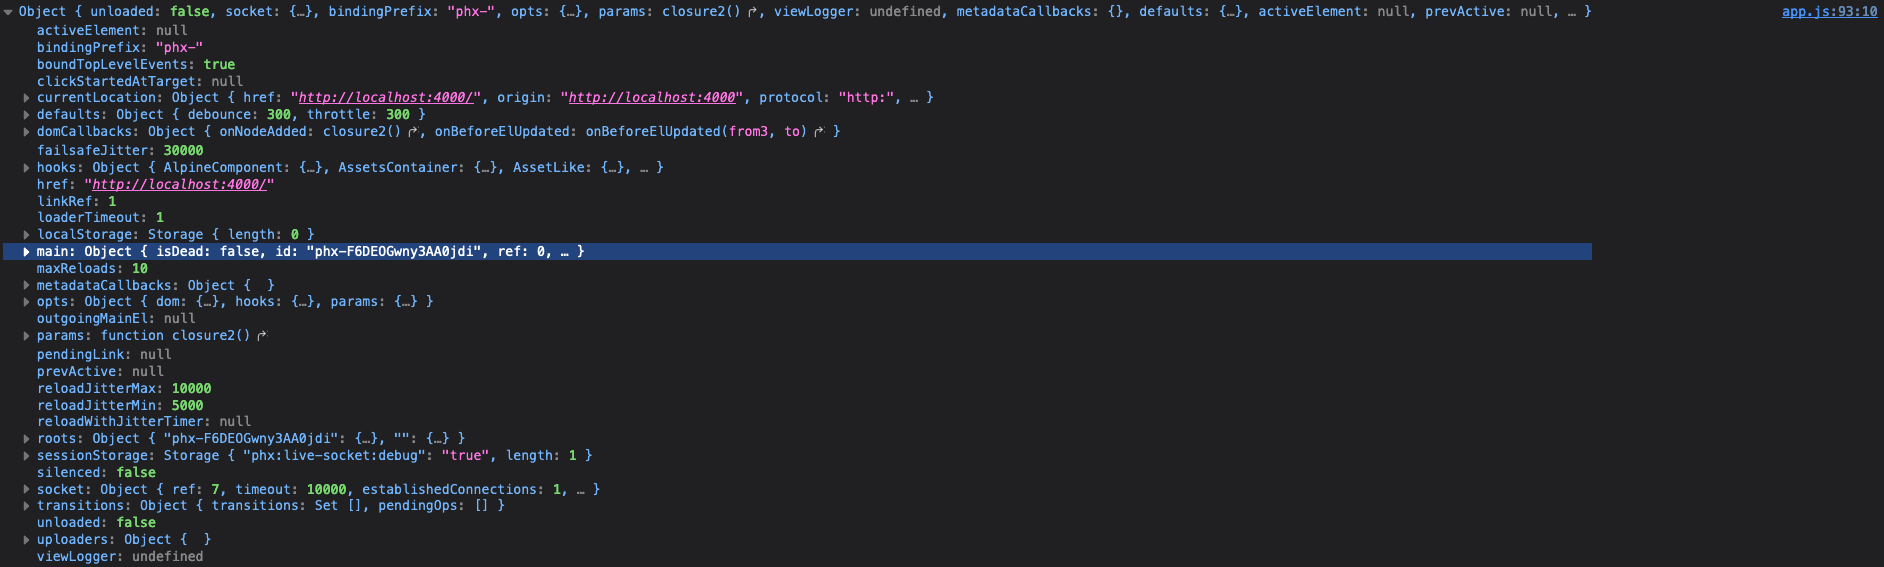 Object { unloaded: false, socket: {…}, bindingPrefix: "phx-", opts: {…}, params: closure2(), viewLogger: undefined, metadataCallbacks: {}, defaults: {…}, activeElement: null, prevActive: null, … } app.js:93:10
activeElement: null
bindingPrefix: "phx-"
boundTopLevelEvents: true
clickStartedAtTarget: null
currentLocation: Object { href: "http://localhost:4000/", origin: "http://localhost:4000", protocol: "http:", … }
defaults: Object { debounce: 300, throttle: 300 }
domCallbacks: Object { onNodeAdded: closure2(), onBeforeElUpdated: onBeforeElUpdated(from3, to) }
failsafeJitter: 30000
hooks: Object { AlpineComponent: {…}, AssetsContainer: {…}, AssetLike: {…}, … }
href: "http://localhost:4000/"
linkRef: 1
loaderTimeout: 1
localStorage: Storage { length: 0 }
main: Object { isDead: false, id: "phx-F6DEOGwny3AA0jdi", ref: 0, … }
maxReloads: 10
metadataCallbacks: Object {  }
opts: Object { dom: {…}, hooks: {…}, params: {…} }
outgoingMainEl: null
params: function closure2()
pendingLink: null
prevActive: null
reloadJitterMax: 10000
reloadJitterMin: 5000
reloadWithJitterTimer: null
roots: Object { "phx-F6DEOGwny3AA0jdi": {…}, "": {…} }
sessionStorage: Storage { "phx:live-socket:debug": "true", length: 1 }
silenced: false
socket: Object { ref: 7, timeout: 10000, establishedConnections: 1, … }
transitions: Object { transitions: Set [], pendingOps: [] }
unloaded: false
uploaders: Object {  }
viewLogger: undefined